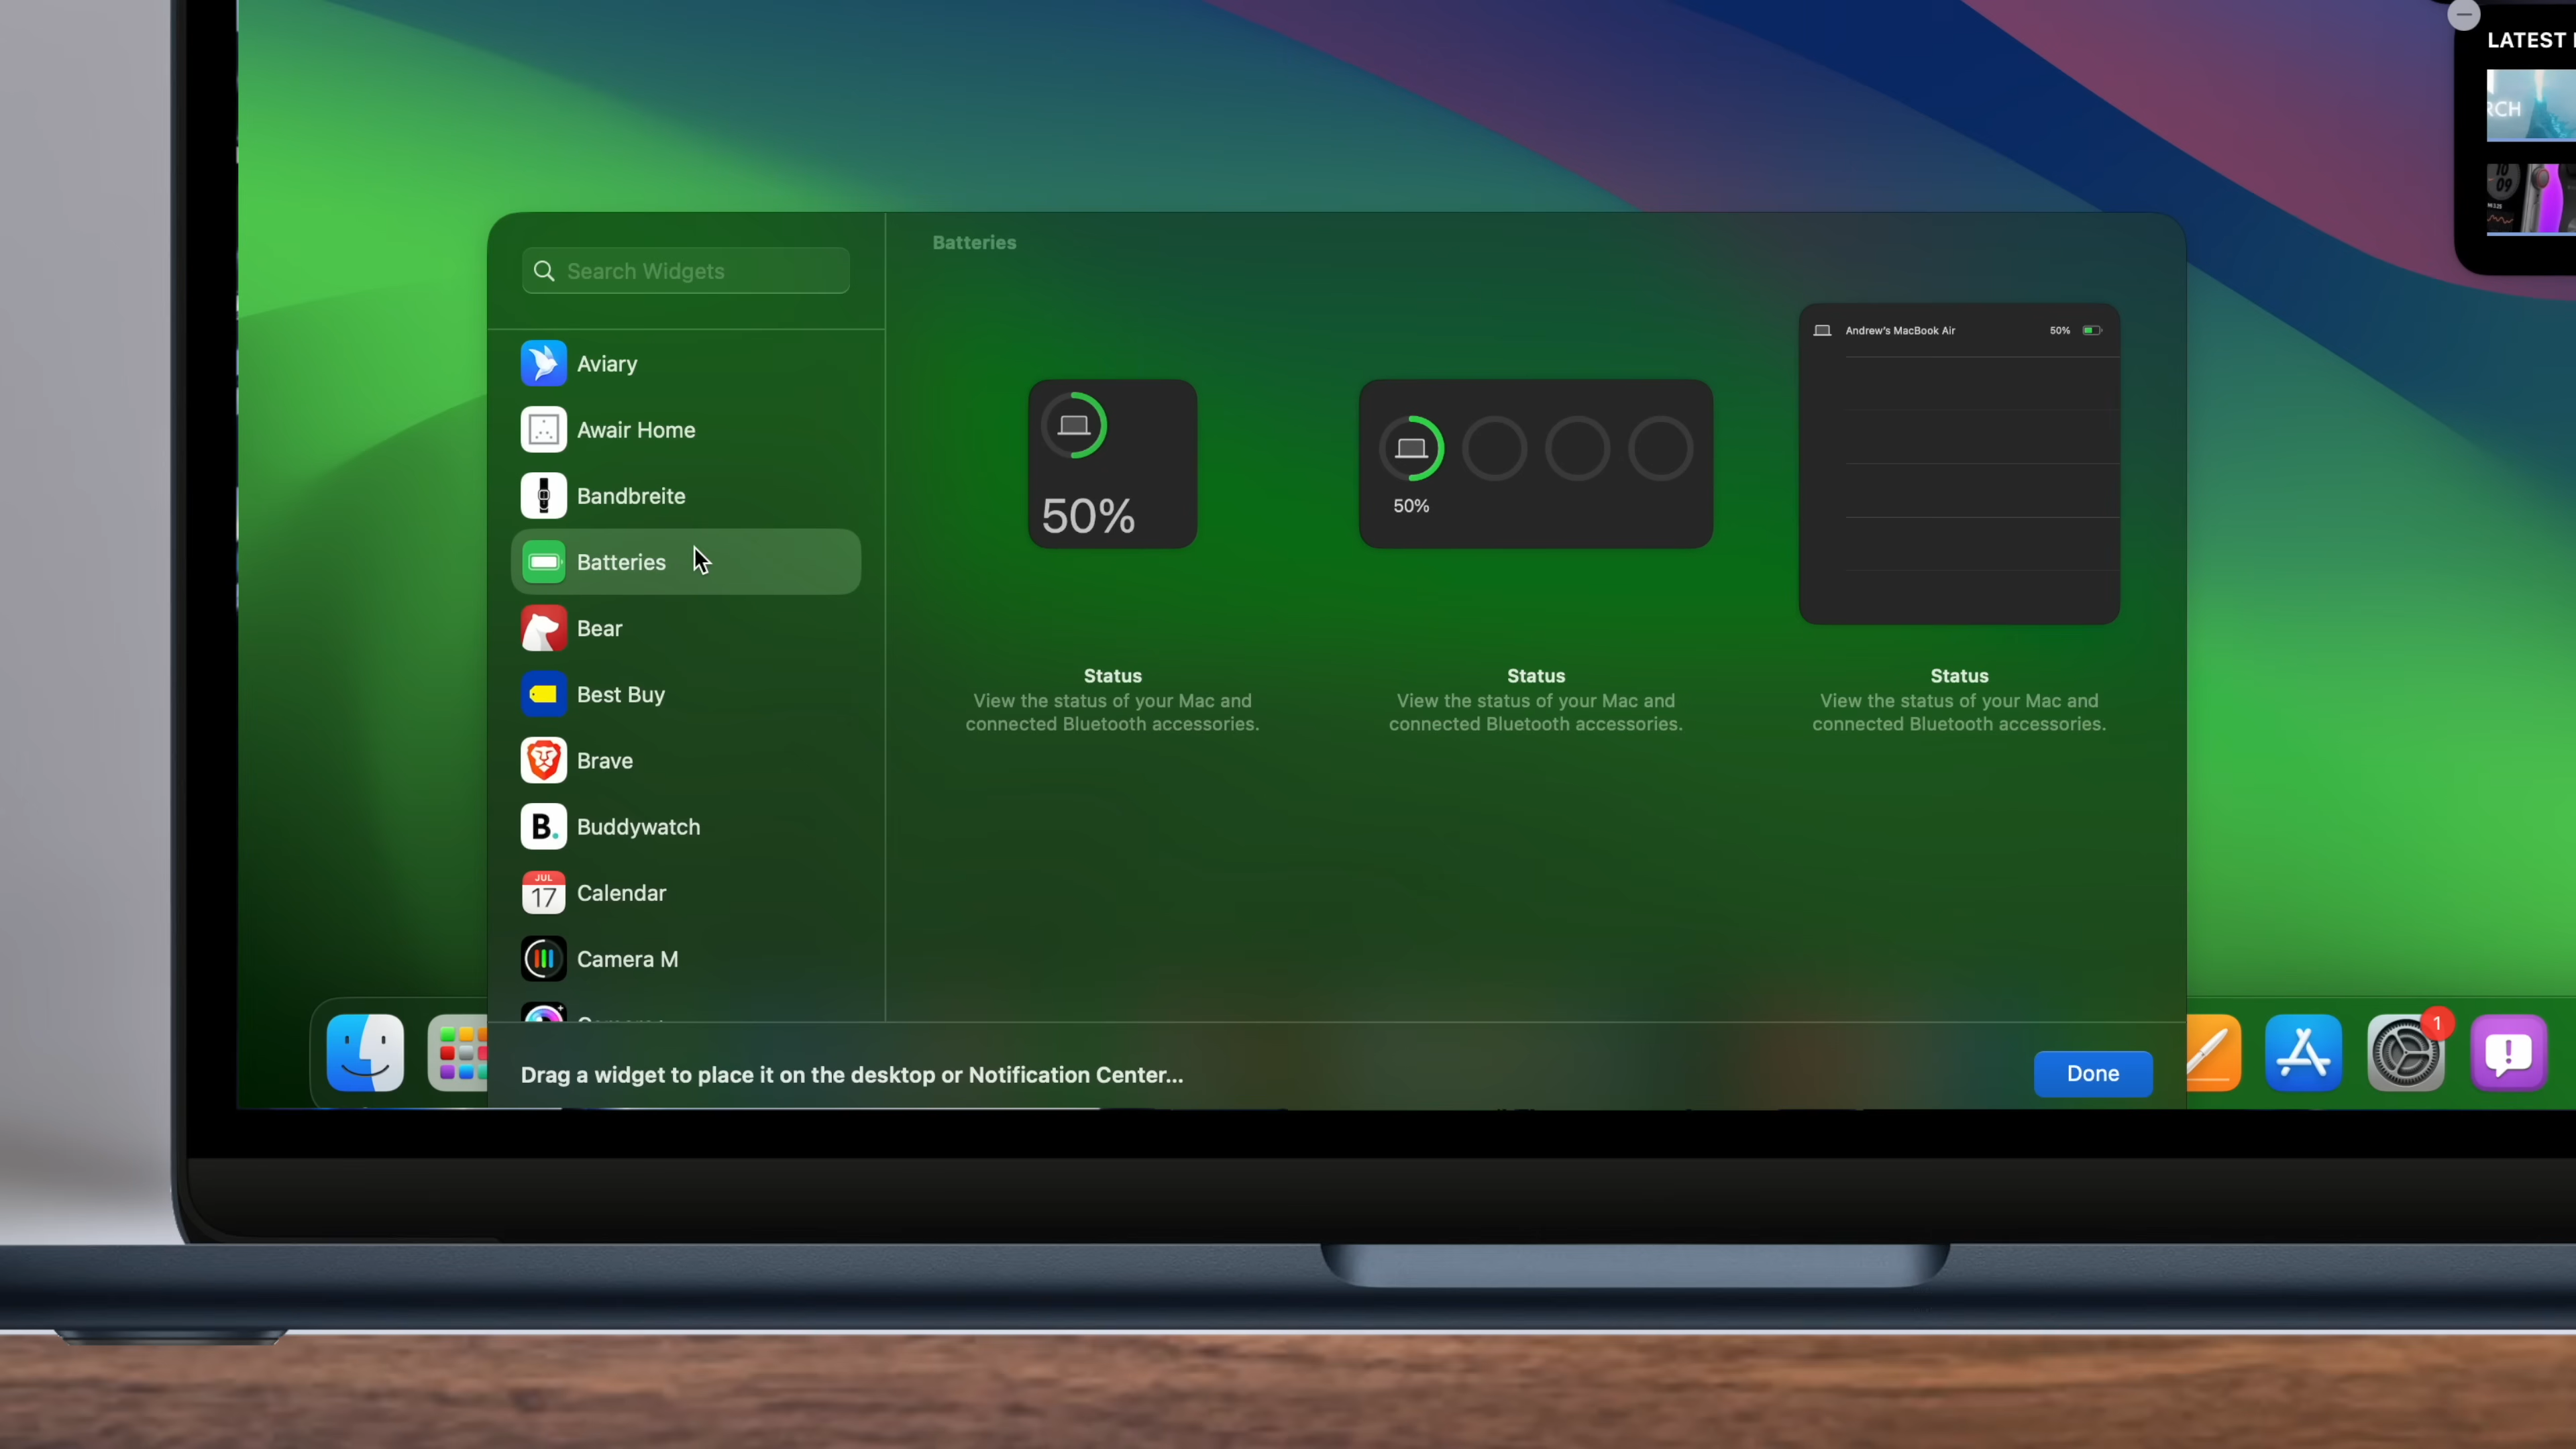 LATEST
RCH
10
09
Search Widgets
Aviary
Awair Home
Bandbreite
Batteries
Bear
Best Buy
Brave
B.
Buddywatch
JUL
17
Calendar
Camera M
Batteries
50%
50%
Andrew's MacBook Air 50%
Status
View the status of your Mac and
connected Bluetooth accessories.
Status
View the status of your Mac and
connected Bluetooth accessories.
Status
View the status of your Mac and
connected Bluetooth accessories.
Drag a widget to place it on the desktop or Notification Center...
Done
1